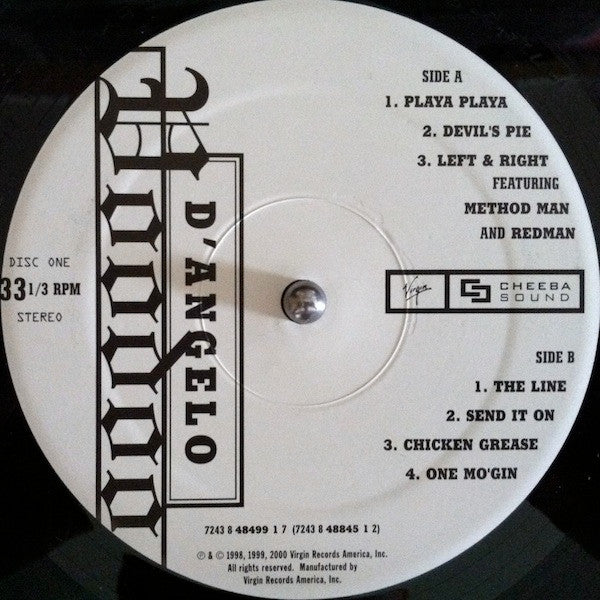 Voodoo
D'ANGELO
DISC ONE
33 1/3 RPM
STEREO
SIDE A
1. PLAYA PLAYA
2. DEVIL'S PIE
3. LEFT & RIGHT
FEATURING
METHOD MAN
AND REDMAN
Virgin
CHEEBA
SOUND
SIDE B
1. THE LINE
2. SEND IT ON
3. CHICKEN GREASE
4. ONE MO'GIN
7243 8 48499 1 7 (7243 8 48845 1 2)
℗ & © 1998, 1999, 2000 Virgin Records America, Inc.
All rights reserved. Manufactured by
Virgin Records America, Inc.